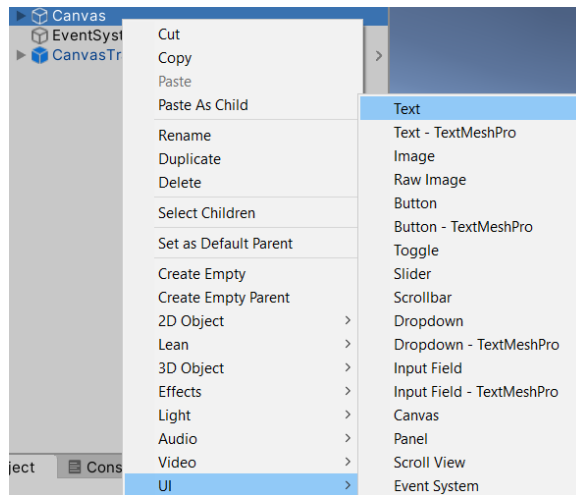 Canvas
EventSyst
CanvasTr
Cut
Copy
Paste
Paste As Child
Rename
Duplicate
Delete
Select Children
Set as Default Parent
Create Empty
Create Empty Parent
2D Object
Lean
3D Object
Effects
Light
Audio
Video
UI
Text
Text - TextMeshPro
Image
Raw Image
Button
Button - TextMeshPro
Toggle
Slider
Scrollbar
Dropdown
Dropdown - TextMeshPro
Input Field
Input Field - TextMeshPro
Canvas
Panel
Scroll View
Event System
ject
Cons